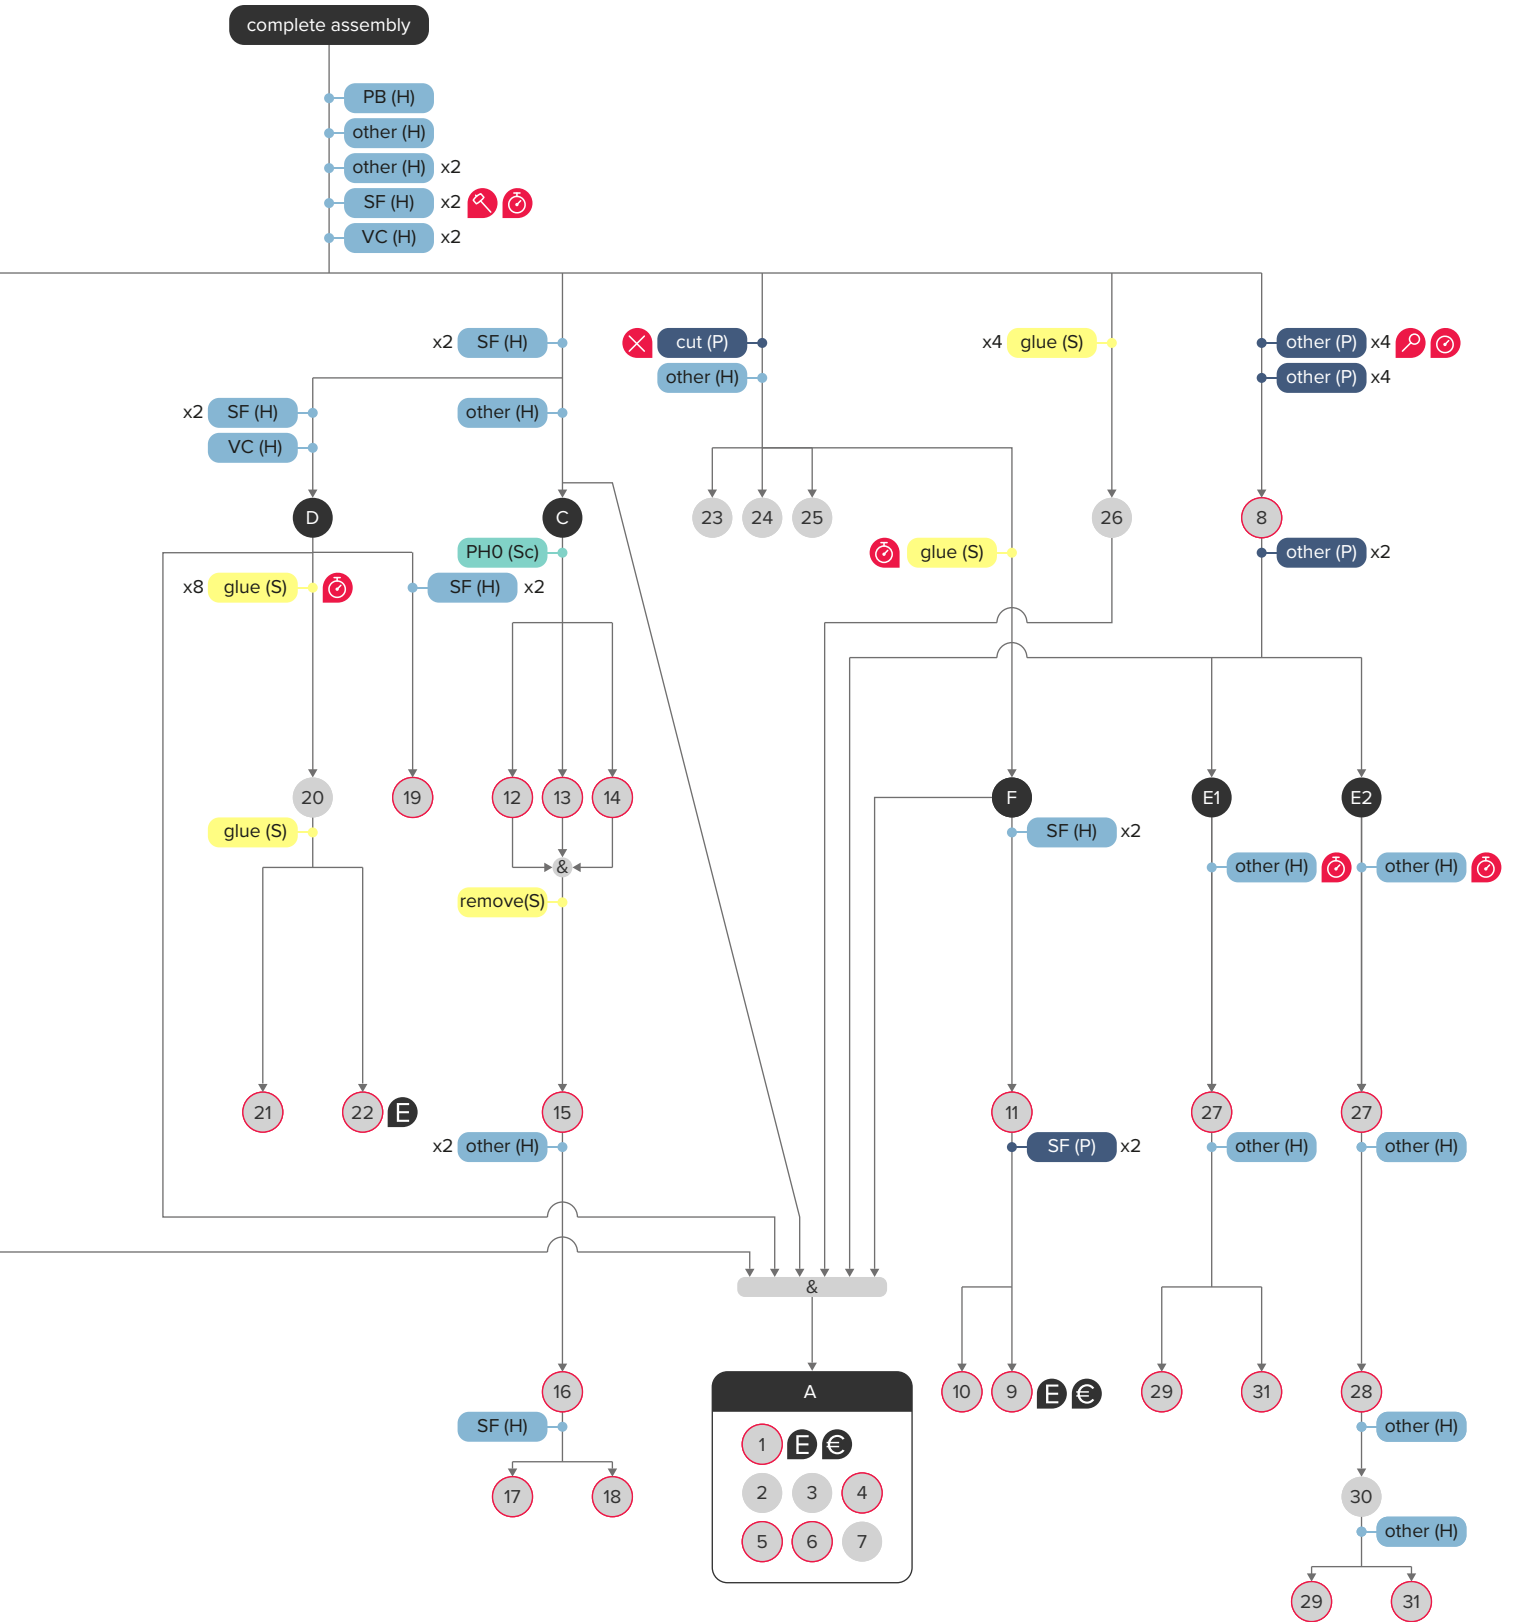 complete assembly
PB (H)
other (H)
other (H) x2
SF (H) x2
VC (H) x2
x2 SF (H)
cut (P)
x4 glue (S)
other (P) x4
other (H)
other (P) x4
x2 SF (H)
other (H)
VC (H)
D
C
23
24
25
26
8
PH0 (Sc)
glue (S)
other (P) x2
x8 glue (S)
SF (H) x2
20
19
12
13
14
F
E1
E2
glue (S)
SF (H) x2
&
other (H)
other (H)
remove(S)
21
22 E
15
11
27
27
x2 other (H)
SF (P) x2
other (H)
other (H)
&
16
A
10
9 E €
29
31
28
SF (H)
other (H)
1 E €
17
18
2 3 4
30
other (H)
5 6 7
29
31